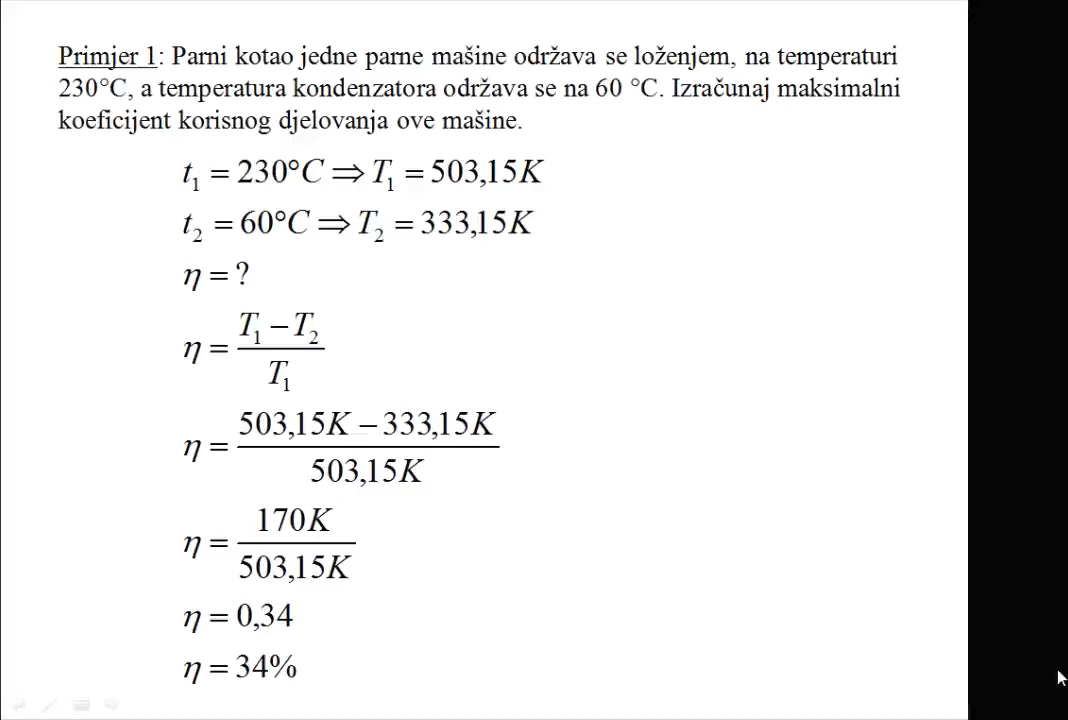 Primjer 1: Parni kotao jedne parne mašine održava se loženjem, na temperaturi
230°C, a temperatura kondenzatora održava se na 60 °C. Izračunaj maksimalni
koeficijent korisnog djelovanja ove mašine.
t₁ = 230°C ⇒ T₁ = 503,15K
t₂ = 60°C ⇒ T₂ = 333,15K
η = ?
η = (T₁ − T₂) / T₁
η = (503,15K − 333,15K) / 503,15K
η = 170K / 503,15K
η = 0,34
η = 34%